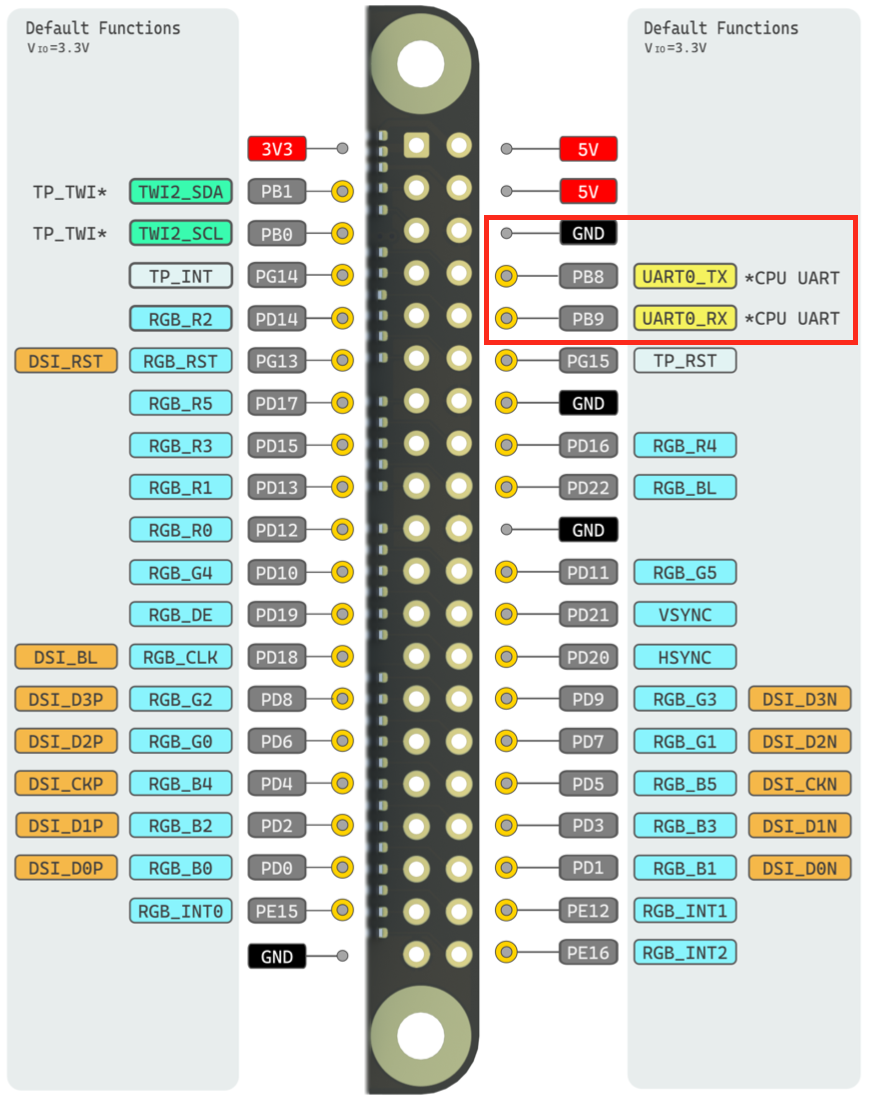 Default Functions
VIO=3.3V
Default Functions
VIO=3.3V
3V3 5V
TP_TWI* TWI2_SDA PB1 5V
TP_TWI* TWI2_SCL PB0 GND
TP_INT PG14 PB8 UART0_TX *CPU UART
RGB_R2 PD14 PB9 UART0_RX *CPU UART
DSI_RST RGB_RST PG13 PG15 TP_RST
RGB_R5 PD17 GND
RGB_R3 PD15 PD16 RGB_R4
RGB_R1 PD13 PD22 RGB_BL
RGB_R0 PD12 GND
RGB_G4 PD10 PD11 RGB_G5
RGB_DE PD19 PD21 VSYNC
DSI_BL RGB_CLK PD18 PD20 HSYNC
DSI_D3P RGB_G2 PD8 PD9 RGB_G3 DSI_D3N
DSI_D2P RGB_G0 PD6 PD7 RGB_G1 DSI_D2N
DSI_CKP RGB_B4 PD4 PD5 RGB_B5 DSI_CKN
DSI_D1P RGB_B2 PD2 PD3 RGB_B3 DSI_D1N
DSI_D0P RGB_B0 PD0 PD1 RGB_B1 DSI_D0N
RGB_INT0 PE15 PE12 RGB_INT1
GND PE16 RGB_INT2